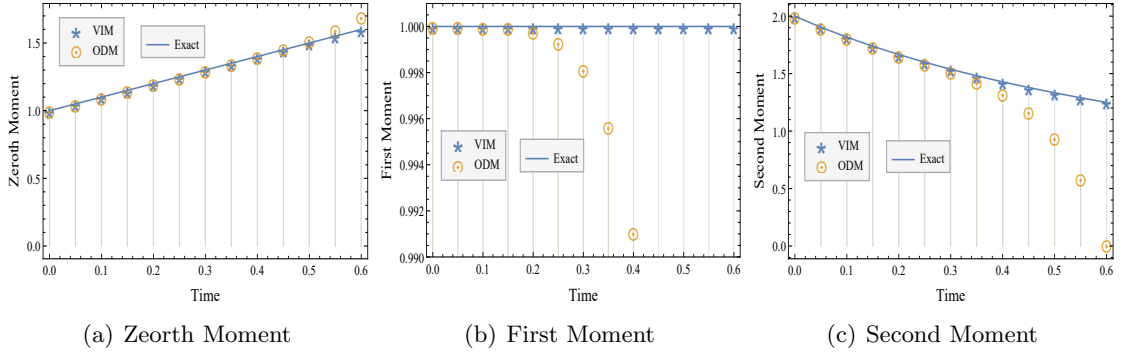 Zeroth Moment
1.5
1.0
0.5
0.0
VIM
ODM
Exact
0.0 0.1 0.2 0.3 0.4 0.5 0.6
Time
(a) Zeorth Moment
First Moment
1.000
0.998
0.996
0.994
0.991
0.990
VIM
ODM
Exact
0.0 0.1 0.2 0.3 0.4 0.5 0.6
Time
(b) First Moment
Second Moment
2.0
1.5
1.0
0.5
0.0
VIM
ODM
Exact
0.0 0.1 0.2 0.3 0.4 0.5 0.6
Time
(c) Second Moment